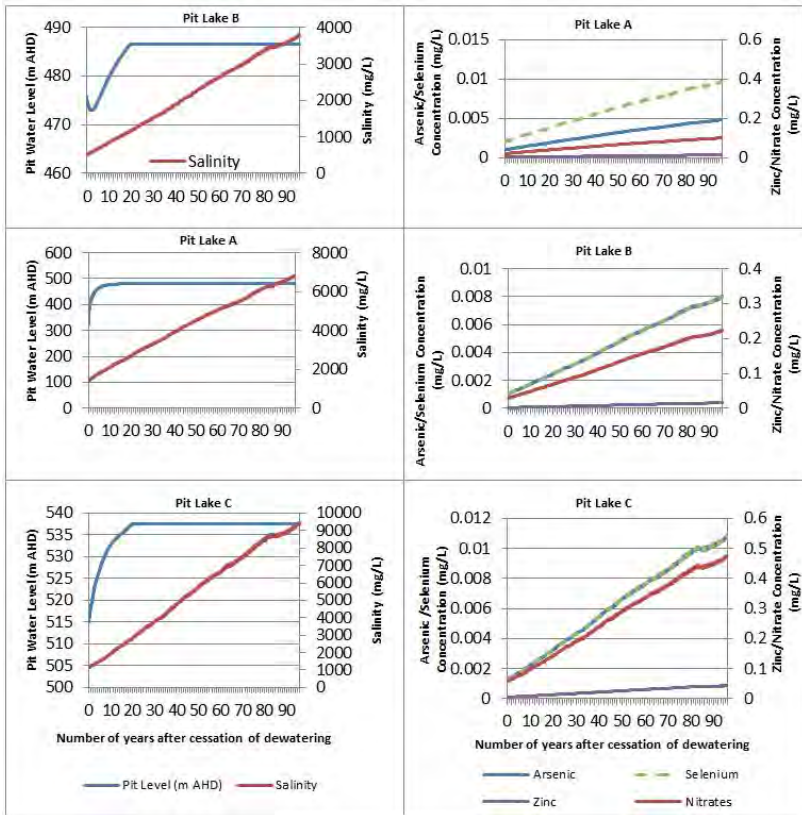 Pit Lake B
Pit Water Level (m AHD)
490
480
470
460
4000
3000
2000
1000
0
Salinity (mg/L)
Salinity
0 10 20 30 40 50 60 70 80 90
Pit Lake A
Arsenic/Selenium
Concentration (mg/L)
0.015
0.01
0.005
0
0.6
0.4
0.2
0
Zinc/Nitrate Concentration
(mg/L)
0 10 20 30 40 50 60 70 80 90
Pit Lake A
Pit Water Level (m AHD)
600
500
400
300
200
100
0
8000
6000
4000
2000
0
Salinity (mg/L)
0 10 20 30 40 50 60 70 80 90
Pit Lake B
Arsenic/Selenium Concentration
(mg/L)
0.01
0.008
0.006
0.004
0.002
0
0.4
0.3
0.2
0.1
0
Zinc/Nitrate Concentration
(mg/L)
0 10 20 30 40 50 60 70 80 90
Pit Lake C
Pit Water Level (m AHD)
540
535
530
525
520
515
510
505
500
10000
9000
8000
7000
6000
5000
4000
3000
2000
1000
0
Salinity (mg/L)
0 10 20 30 40 50 60 70 80 90
Number of years after cessation of dewatering
Pit Level (m AHD)
Salinity
Pit Lake C
Arsenic /Selenium
Concentration (mg/L)
0.012
0.01
0.008
0.006
0.004
0.002
0
0.6
0.5
0.4
0.3
0.2
0.1
0
Zinc/Nitrate Concentration
(mg/L)
0 10 20 30 40 50 60 70 80 90
Number of years after cessation of dewatering
Arsenic
Selenium
Zinc
Nitrates